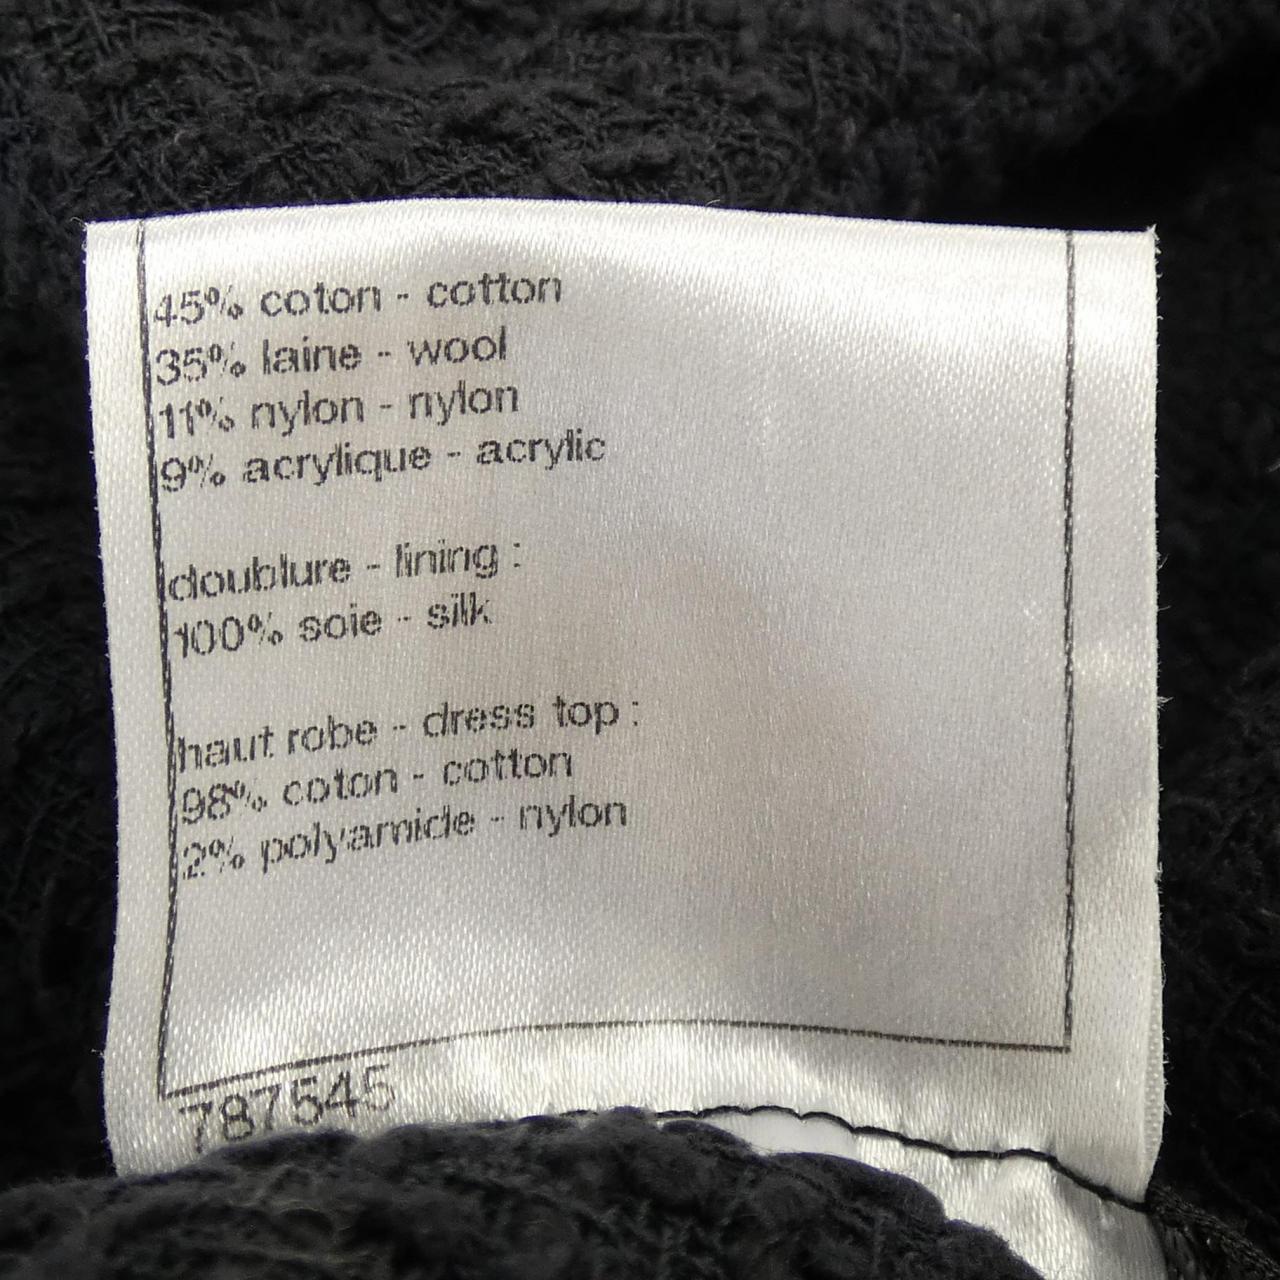 45% coton - cotton
35% laine - wool
11% nylon - nylon
9% acrylique - acrylic
doublure - lining :
100% soie - silk
haut robe - dress top :
98% coton - cotton
2% polyamide - nylon
787545